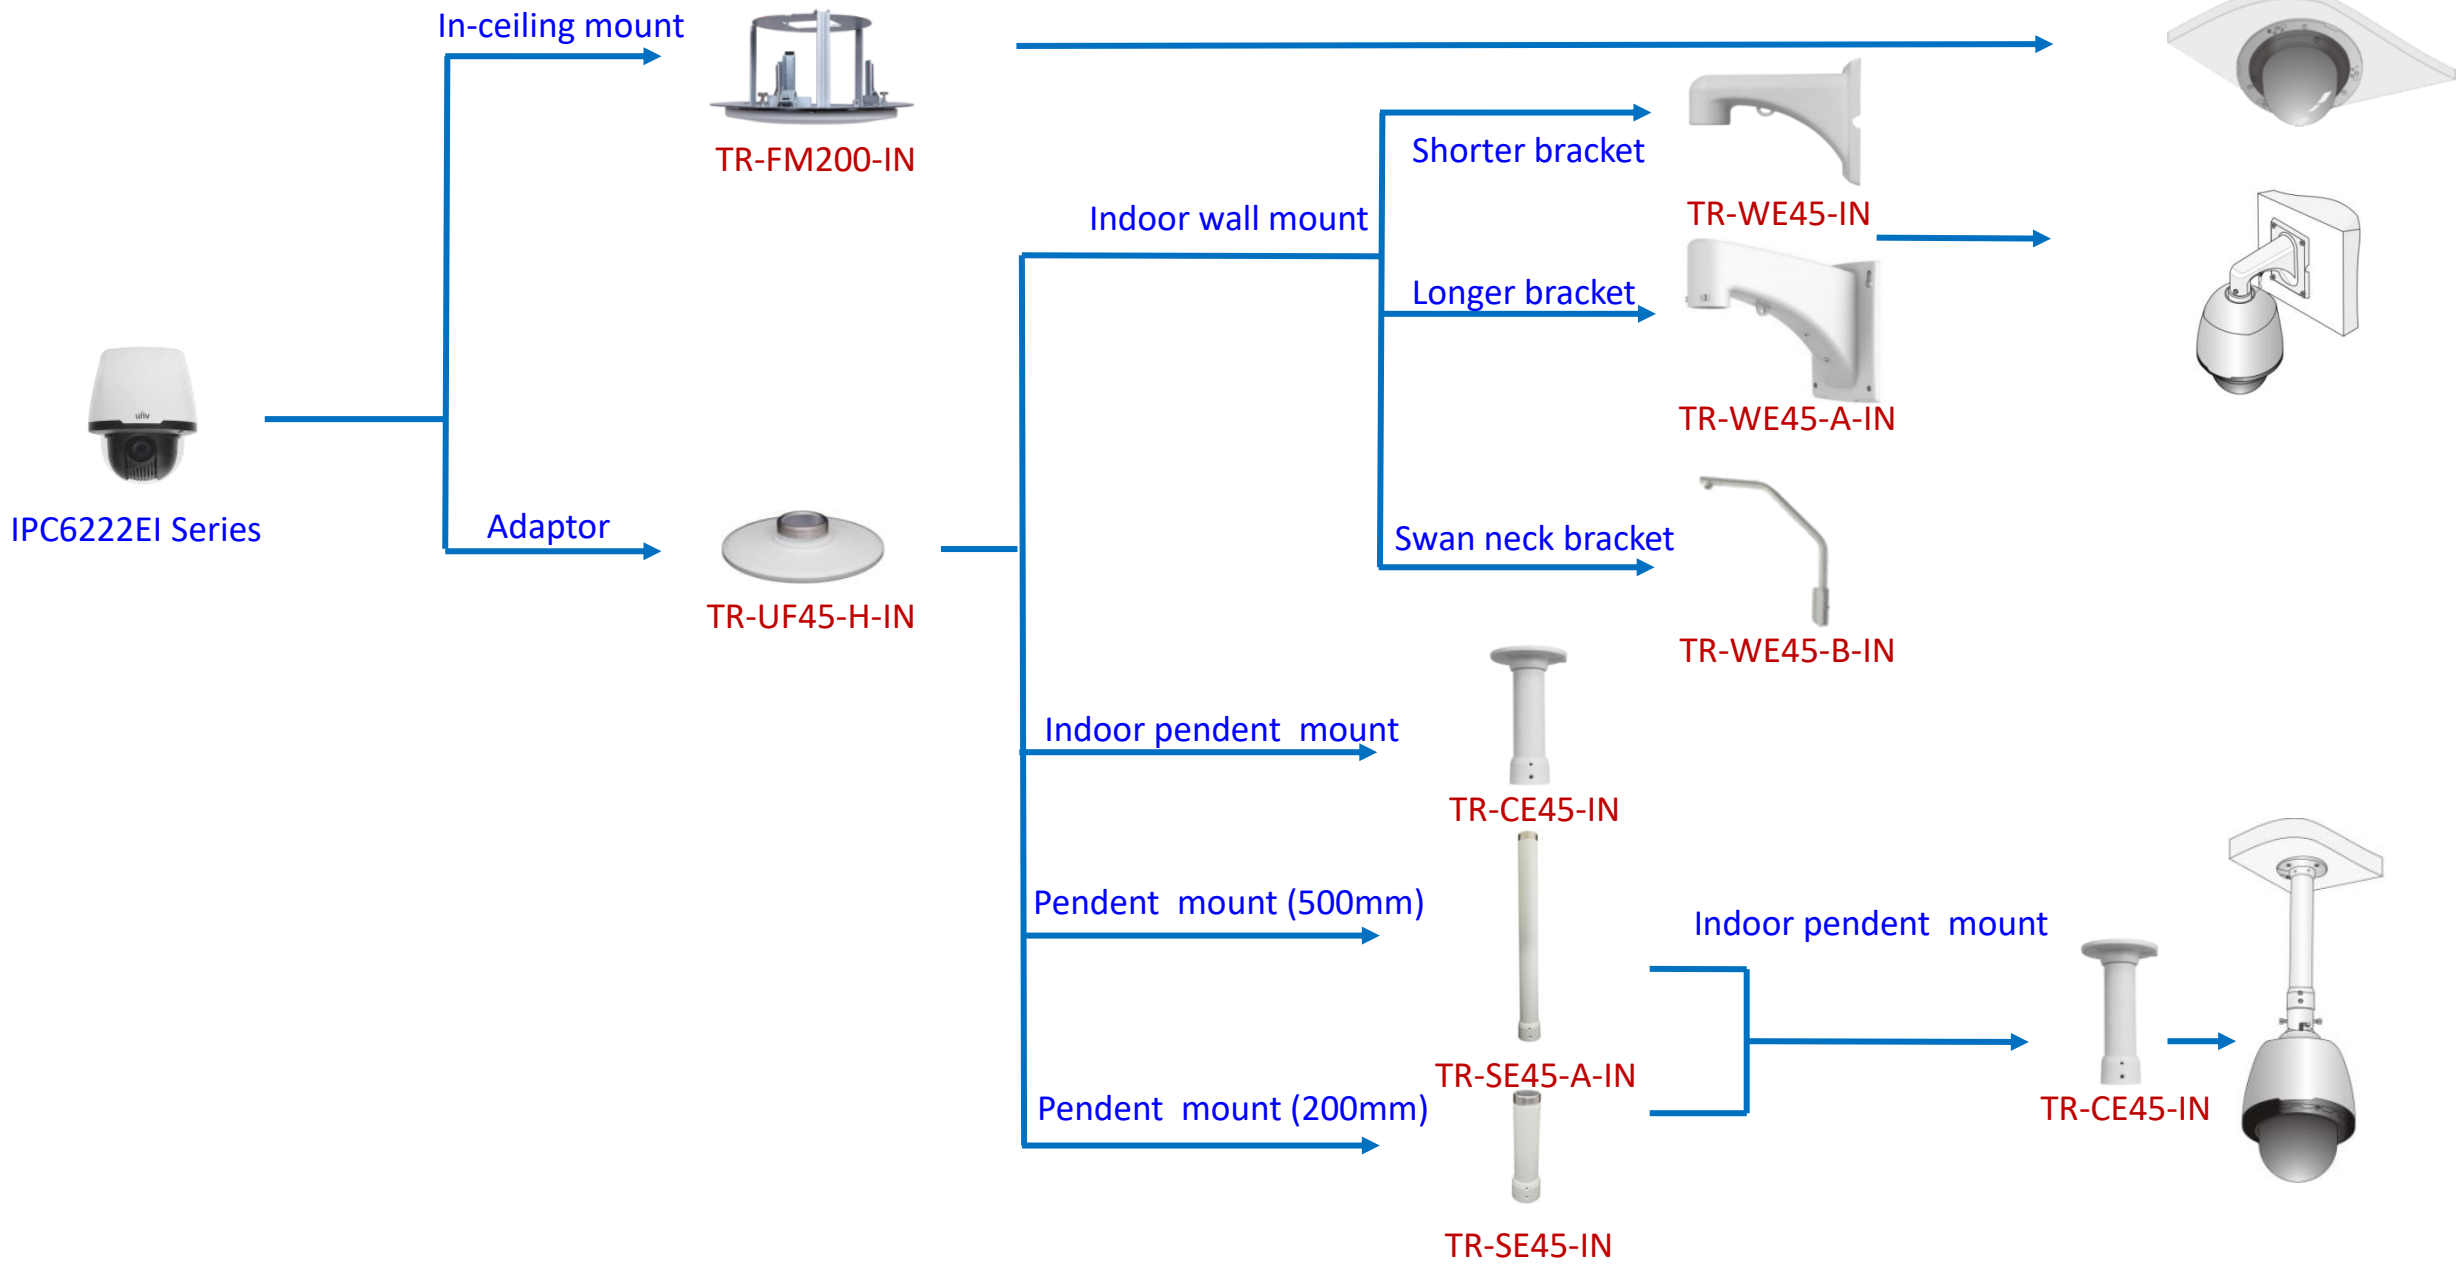 In-ceiling mount
TR-FM200-IN
Shorter bracket
TR-WE45-IN
Indoor wall mount
Longer bracket
TR-WE45-A-IN
unv
IPC6222EI Series
Adaptor
TR-UF45-H-IN
Swan neck bracket
TR-WE45-B-IN
Indoor pendent  mount
TR-CE45-IN
Pendent  mount (500mm)
TR-SE45-A-IN
Indoor pendent  mount
TR-CE45-IN
Pendent  mount (200mm)
TR-SE45-IN